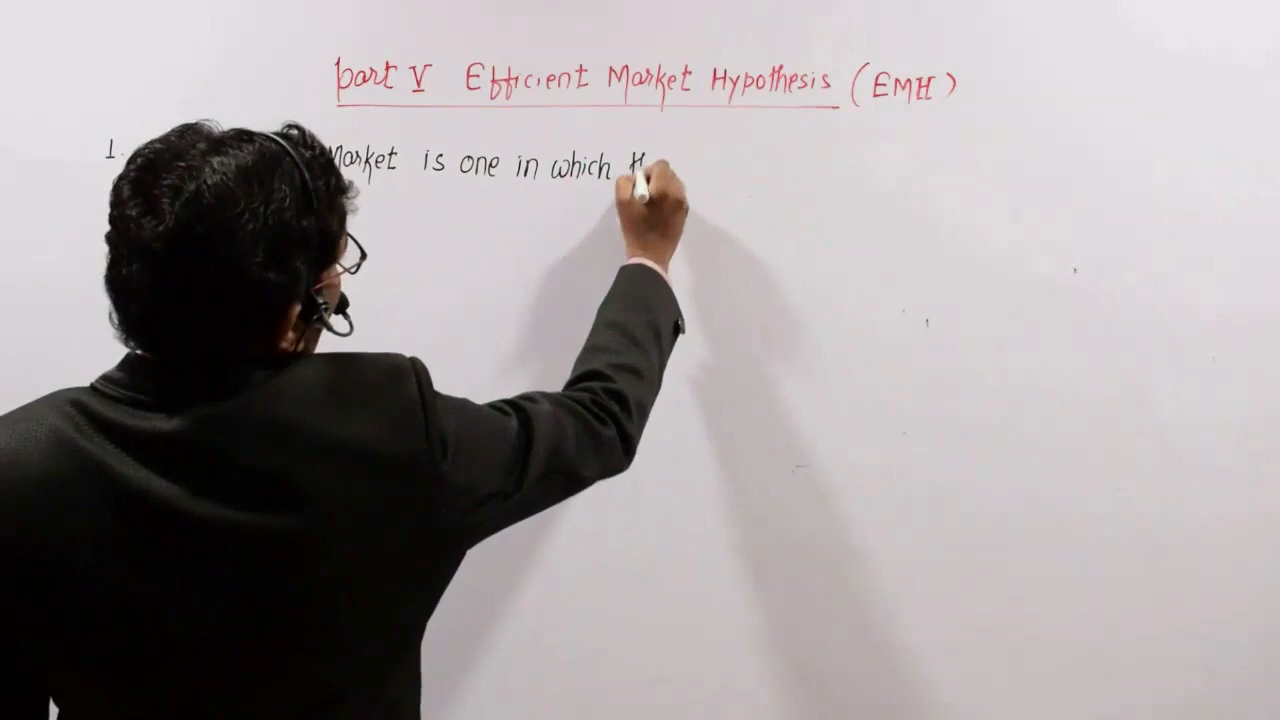 Part V Efficient Market Hypothesis (EMH)
1. Market is one in which